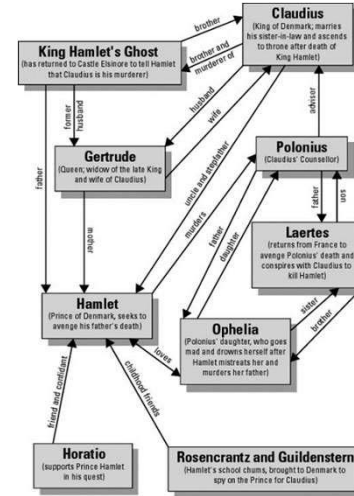 brother
Claudius
(King of Denmark; marries
his sister-in-law and ascends
to throne after death of
King Hamlet)
King Hamlet's Ghost
(has returned to Castle Elsinore to tell Hamlet
that Claudius is his murderer)
brother and
murderer of
former
husband
father
husband
wife
adviser
Gertrude
(Queen; widow of the late King
and wife of Claudius)
uncle and stepfather
murders
Polonius
(Claudius' Counsellor)
father
son
father
daughter
mother
Laertes
(returns from France to
avenge Polonius' death and
conspires with Claudius to
kill Hamlet)
Hamlet
(Prince of Denmark, seeks to
avenge his father's death)
sister
brother
loves
Ophelia
(Polonius' daughter, who goes
mad and drowns herself after
Hamlet mistreats her and
murders her father)
friend and confidant
childhood friends
Horatio
(supports Prince Hamlet
in his quest)
Rosencrantz and Guildenstern
(Hamlet's school chums, brought to Denmark to
spy on the Prince for Claudius)